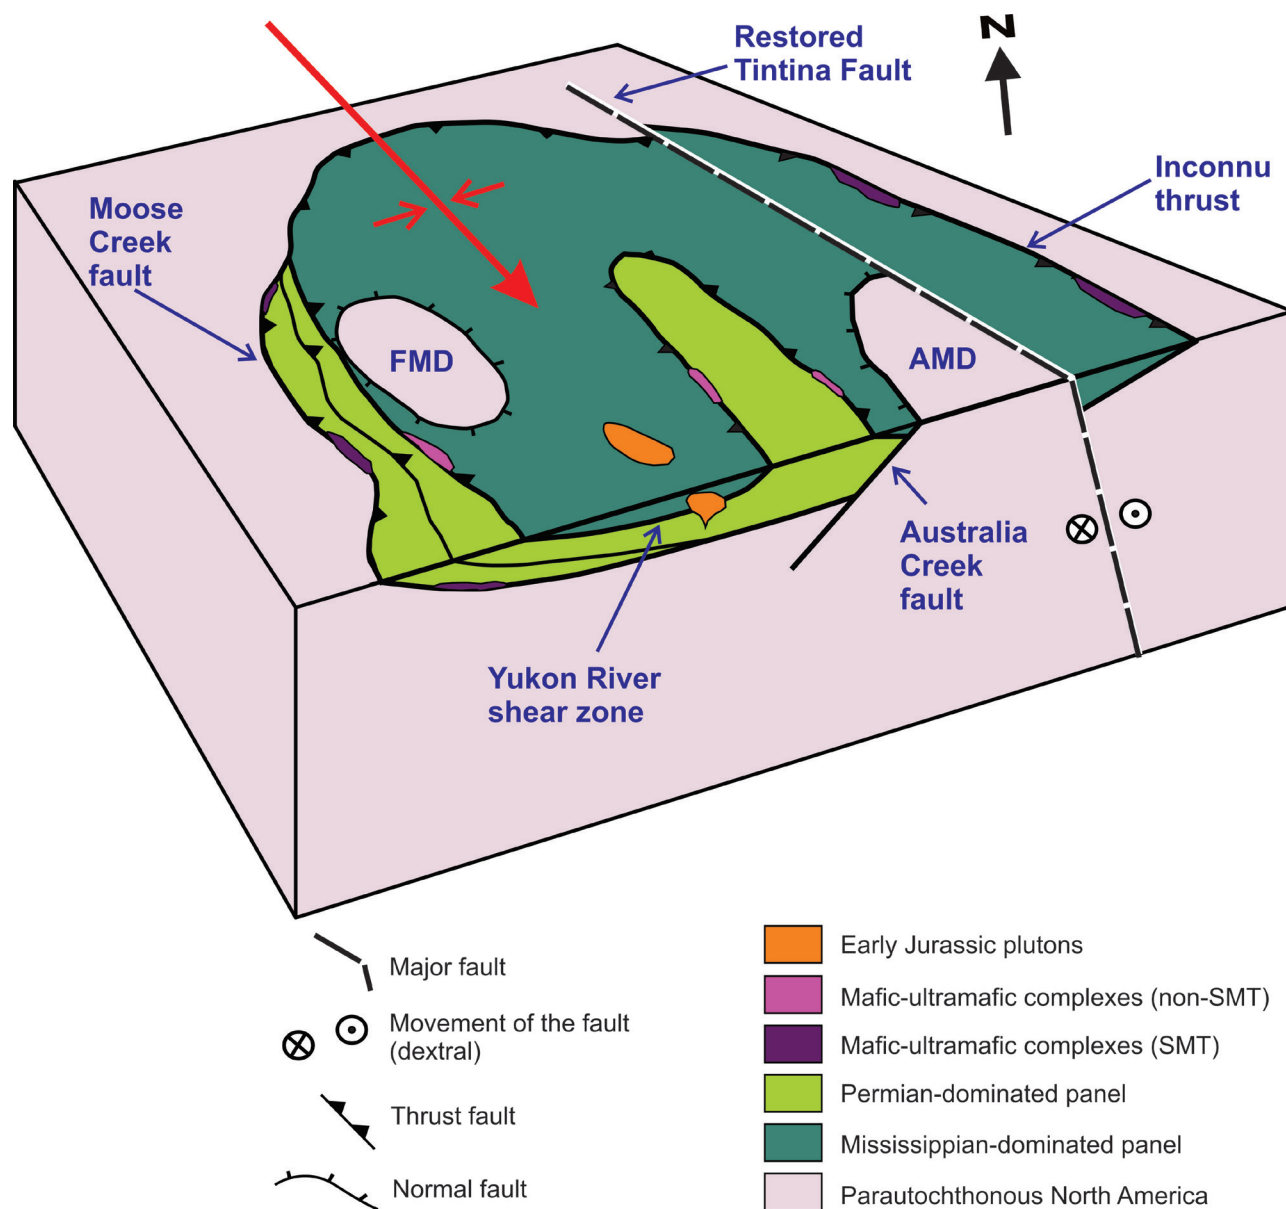 N
Restored
Tintina Fault
Inconnu
thrust
Moose
Creek
fault
FMD
AMD
Australia
Creek
fault
Yukon River
shear zone
Major fault
Movement of the fault
(dextral)
Thrust fault
Normal fault
Early Jurassic plutons
Mafic-ultramafic complexes (non-SMT)
Mafic-ultramafic complexes (SMT)
Permian-dominated panel
Mississippian-dominated panel
Parautochthonous North America